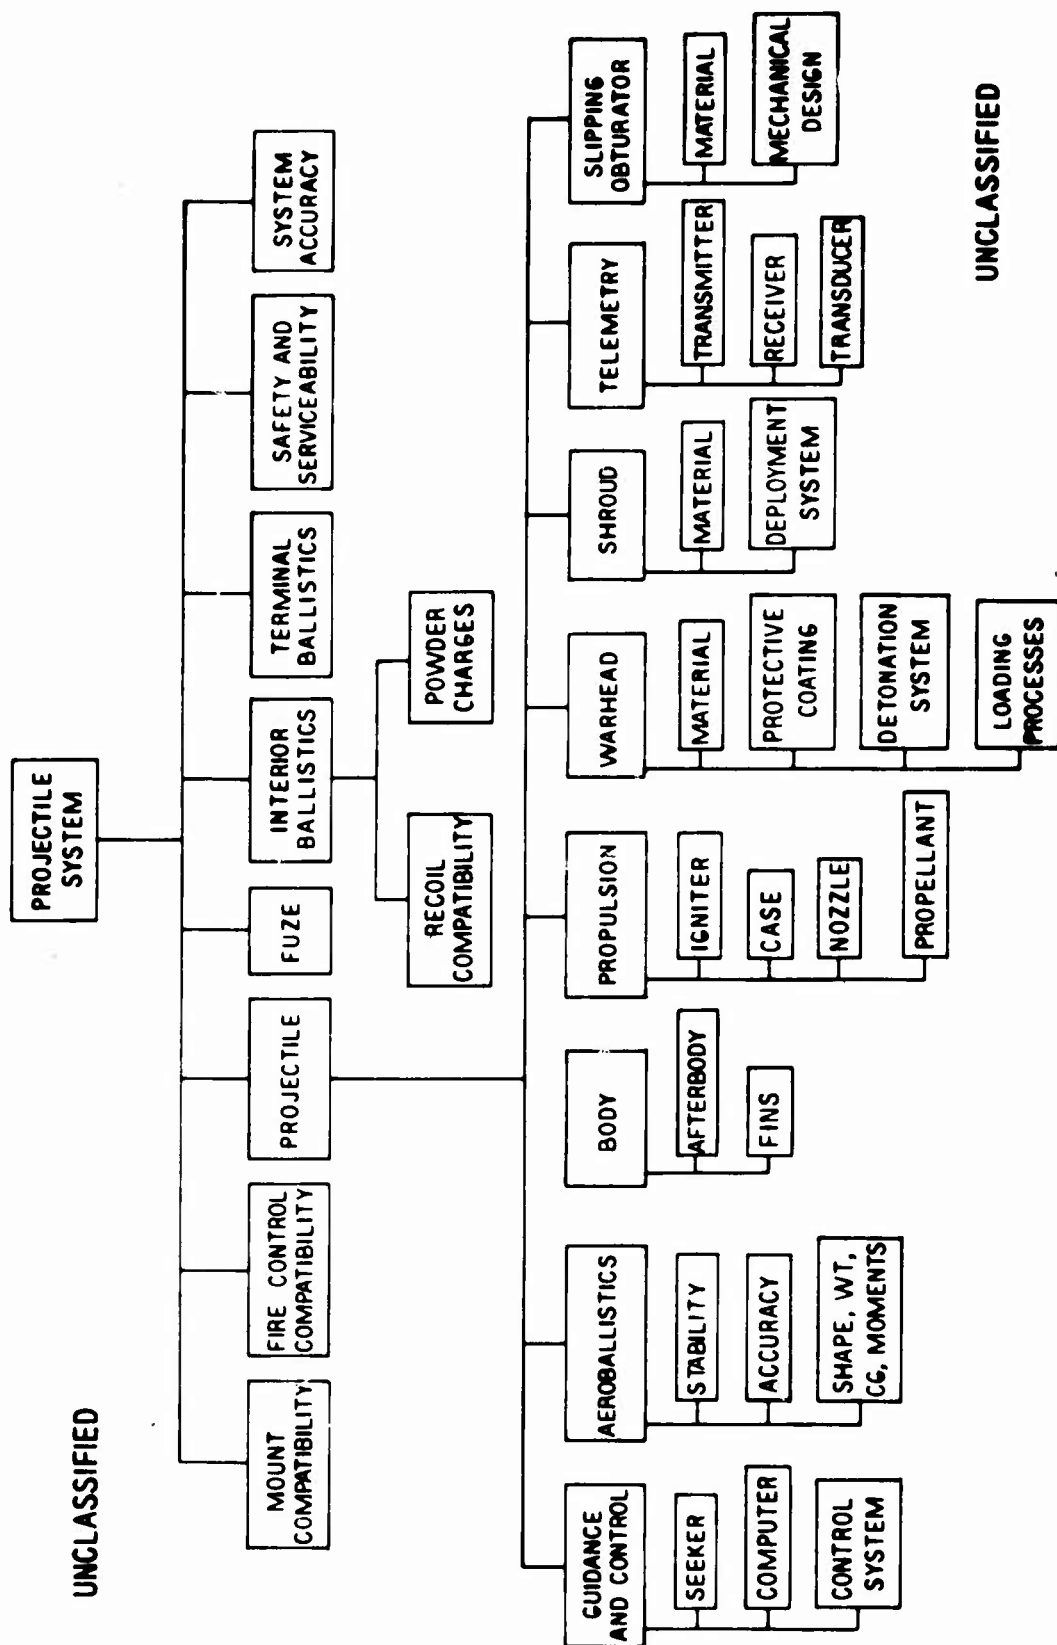 UNCLASSIFIED
PROJECTILE
SYSTEM
MOUNT
COMPATIBILITY
FIRE CONTROL
COMPATIBILITY
PROJECTILE
FUZE
INTERIOR
BALLISTICS
TERMINAL
BALLISTICS
SAFETY AND
SERVICEABILITY
SYSTEM
ACCURACY
RECOIL
COMPATIBILITY
POWDER
CHARGES
GUIDANCE
AND CONTROL
SEEKER
COMPUTER
CONTROL
SYSTEM
AEROBALLISTICS
STABILITY
ACCURACY
SHAPE, WT,
CG, MOMENTS
BODY
AFTERBODY
FINS
PROPULSION
IGNITER
CASE
NOZZLE
PROPELLANT
WARHEAD
MATERIAL
PROTECTIVE
COATING
DETONATION
SYSTEM
LOADING
PROCESSES
SHROUD
MATERIAL
DEPLOYMENT
SYSTEM
TELEMETRY
TRANSMITTER
RECEIVER
TRANSDUCER
SLIPPING
OBTURATOR
MATERIAL
MECHANICAL
DESIGN
UNCLASSIFIED